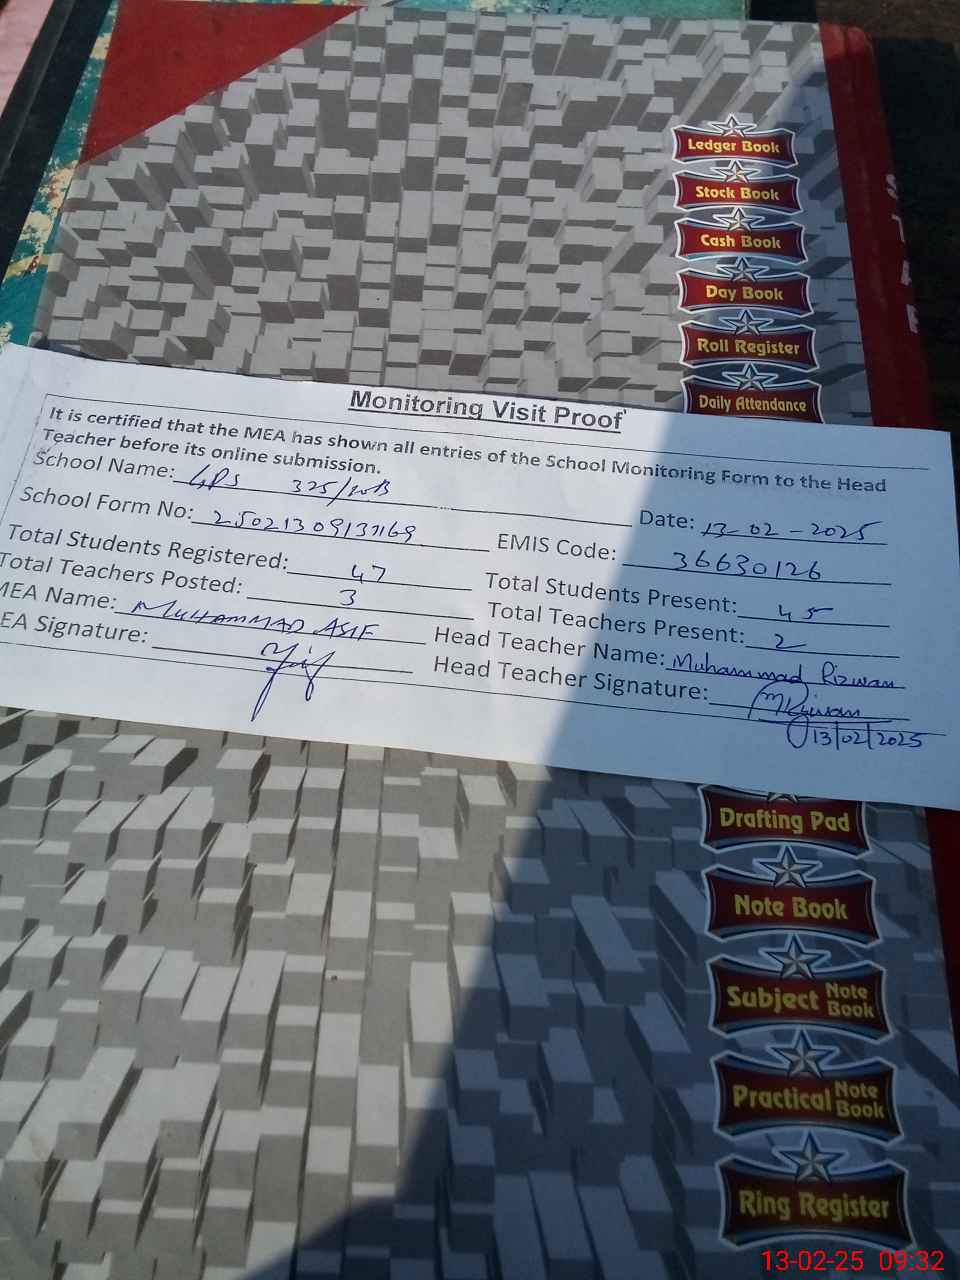 Ledger Book
Stock Book
Cash Book
Day Book
Roll Register
Daily Attendance
Monitoring Visit Proof
It is certified that the MEA has shown all entries of the School Monitoring Form to the Head
Teacher before its online submission.
School Name: GPS 325/WB Date: 13-02-2025
School Form No: EMIS Code: 36630126
Total Students Registered: 47 Total Students Present: 45
Total Teachers Posted: 3 Total Teachers Present: 2
MEA Name: MUHAMMAD ASIF Head Teacher Name: Muhammad Rizwan
EA Signature: Head Teacher Signature: MRizwan
13/02/2025
Drafting Pad
Note Book
Subject Note Book
Practical Note Book
Ring Register
13-02-25 09:32